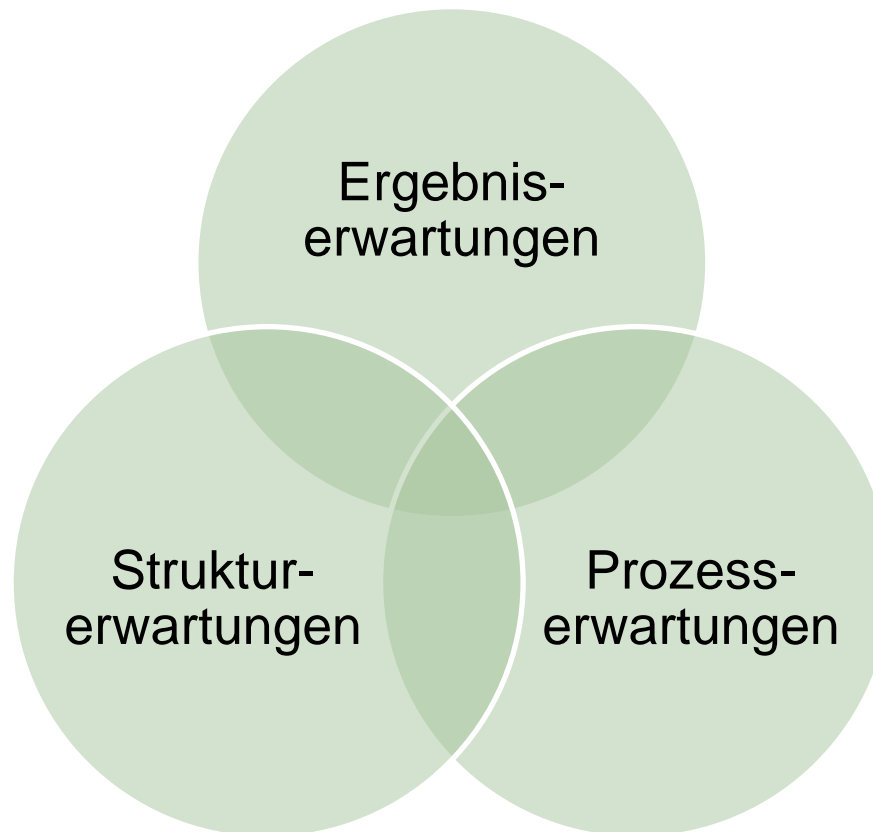 Ergebnis-
erwartungen
Struktur-
erwartungen
Prozess-
erwartungen